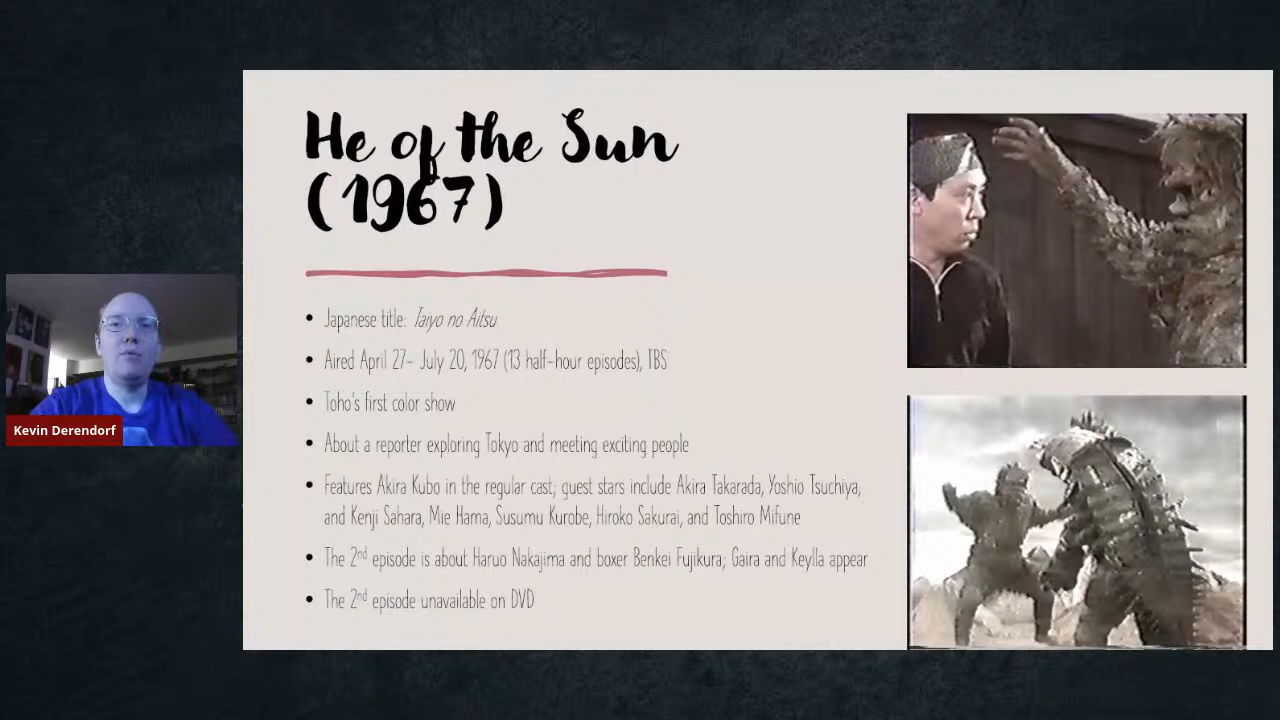 He of the Sun
(1967)
• Japanese title: Taiyo no Aitsu
• Aired April 27- July 20, 1967 (13 half-hour episodes), TBS
• Toho's first color show
• About a reporter exploring Tokyo and meeting exciting people
• Features Akira Kubo in the regular cast; guest stars include Akira Takarada, Yoshio Tsuchiya,
and Kenji Sahara, Mie Hama, Susumu Kurobe, Hiroko Sakurai, and Toshiro Mifune
• The 2nd episode is about Haruo Nakajima and boxer Benkei Fujikura; Gaira and Keylla appear
• The 2nd episode unavailable on DVD
Kevin Derendorf